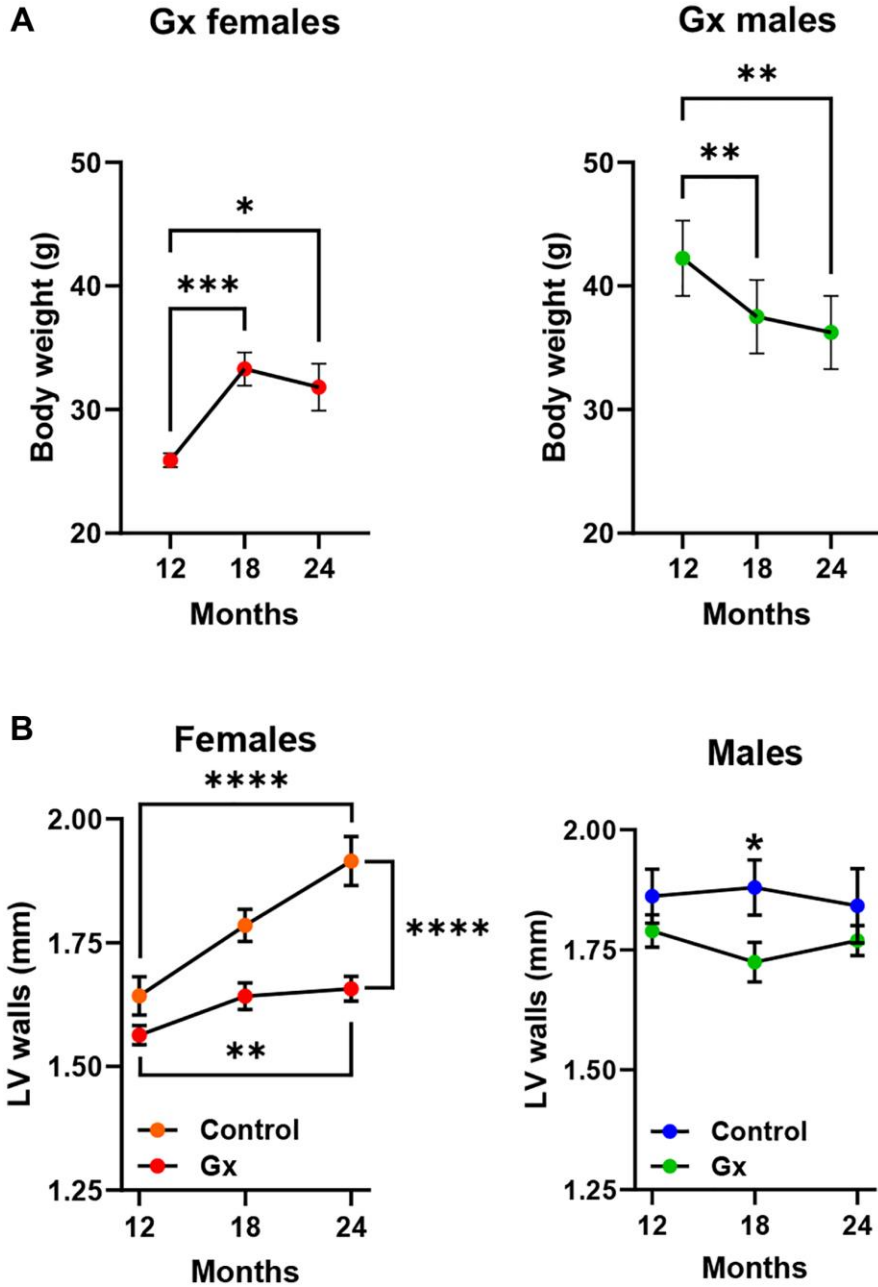 A
Gx females
Gx males
**
**
*
***
50
40
30
20
Body weight (g)
12 18 24
Months
50
40
30
20
Body weight (g)
12 18 24
Months
B
Females
****
2.00
1.75
1.50
1.25
LV walls (mm)
****
**
Control
Gx
12 18 24
Months
Males
2.00
1.75
1.50
1.25
LV walls (mm)
*
Control
Gx
12 18 24
Months